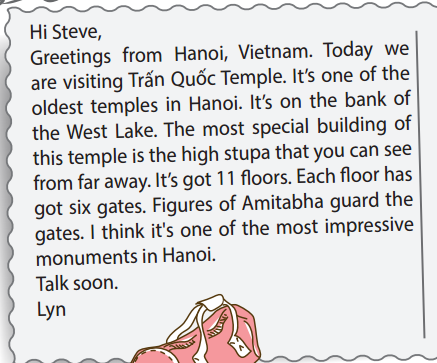 Hi Steve,
Greetings from Hanoi, Vietnam. Today we
are visiting Trấn Quốc Temple. It's one of the
oldest temples in Hanoi. It's on the bank of
the West Lake. The most special building of
this temple is the high stupa that you can see
from far away. It's got 11 floors. Each floor has
got six gates. Figures of Amitabha guard the
gates. I think it's one of the most impressive
monuments in Hanoi.
Talk soon.
Lyn